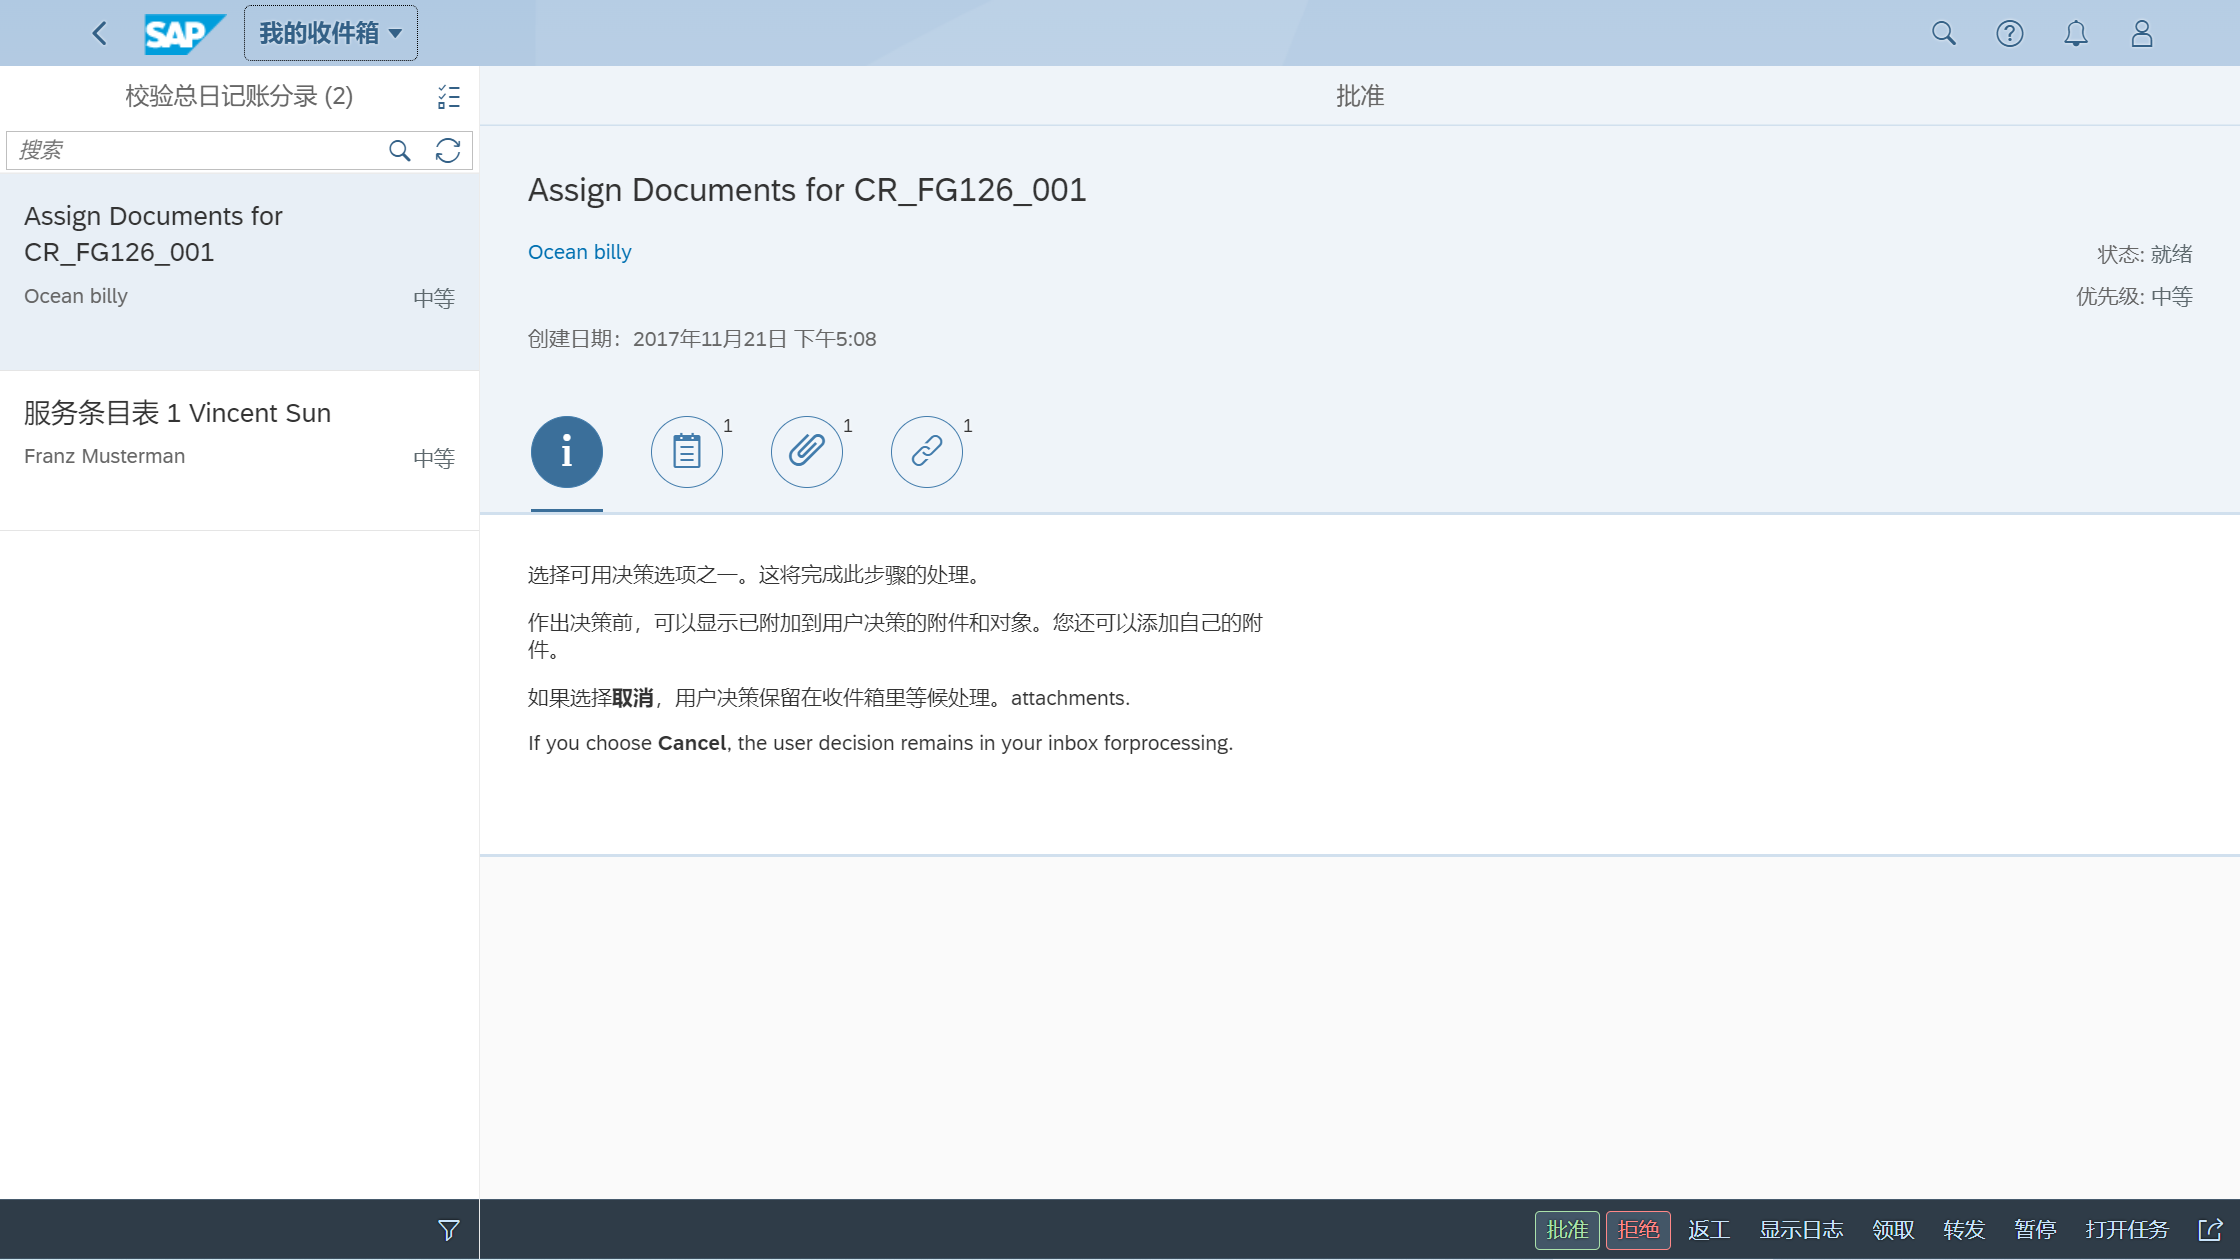 SAP 我的收件箱
校验总日记账分录 (2)
搜索
Assign Documents for
CR_FG126_001
Ocean billy 中等
服务条目表 1 Vincent Sun
Franz Musterman 中等
批准
Assign Documents for CR_FG126_001
Ocean billy
状态: 就绪
优先级: 中等
创建日期：2017年11月21日 下午5:08
1 1 1
选择可用决策选项之一。这将完成此步骤的处理。
作出决策前，可以显示已附加到用户决策的附件和对象。您还可以添加自己的附
件。
如果选择取消，用户决策保留在收件箱里等候处理。attachments.
If you choose Cancel, the user decision remains in your inbox forprocessing.
批准 拒绝 返工 显示日志 领取 转发 暂停 打开任务